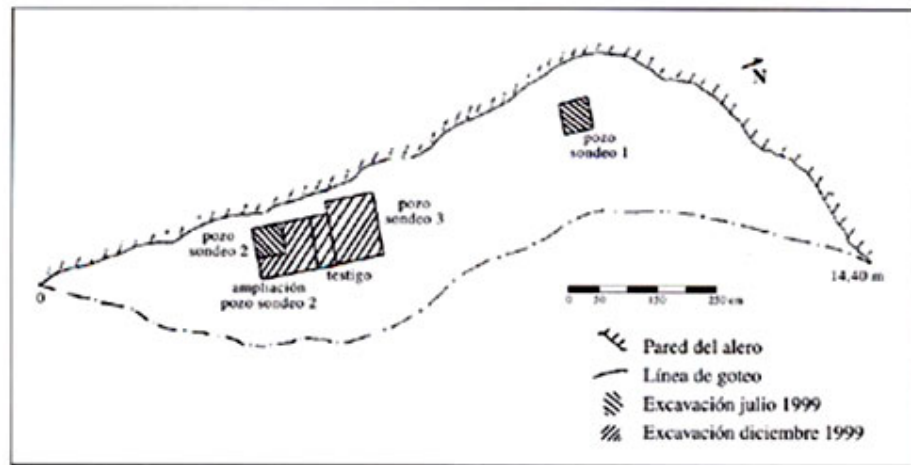 N
pozo
sondeo 1
pozo
sondeo 3
pozo
sondeo 2
testigo
ampliación
pozo sondeo 2
0
14,40 m
0 50 150 250 cm
Pared del alero
Línea de goteo
Excavación julio 1999
Excavación diciembre 1999